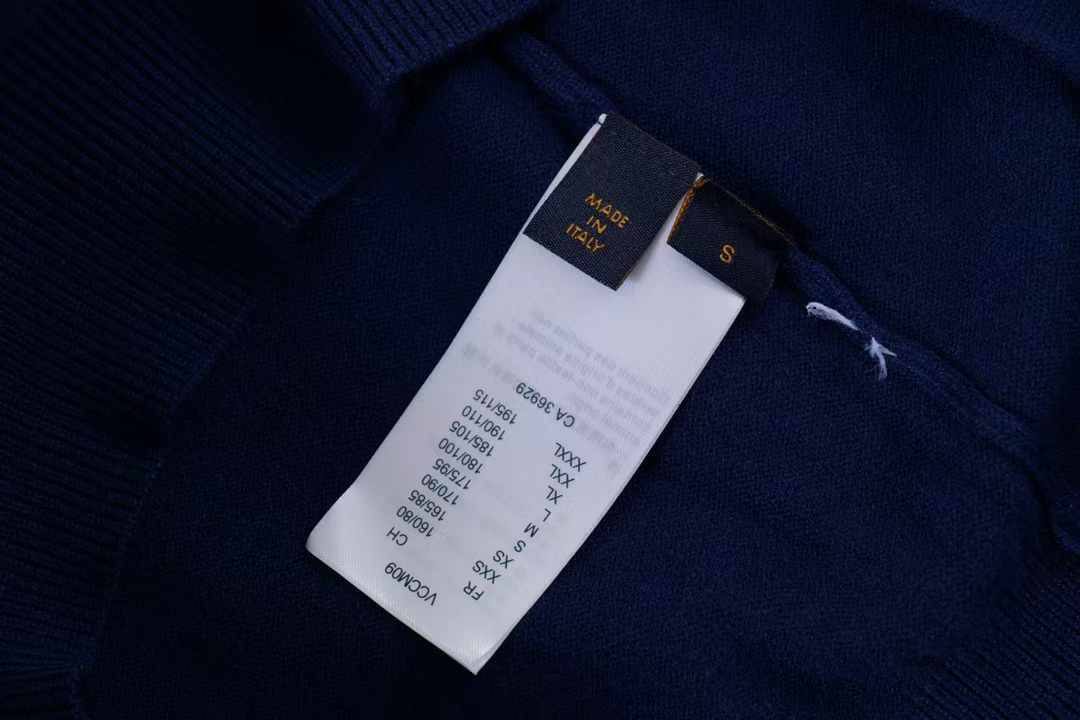 MADE
IN
ITALY
S
VCCM09
FR CH
XXS 160/80
XS 165/85
S 170/90
M 175/95
L 180/100
XL 185/105
XXL 190/110
XXXL 195/115
CA 36929